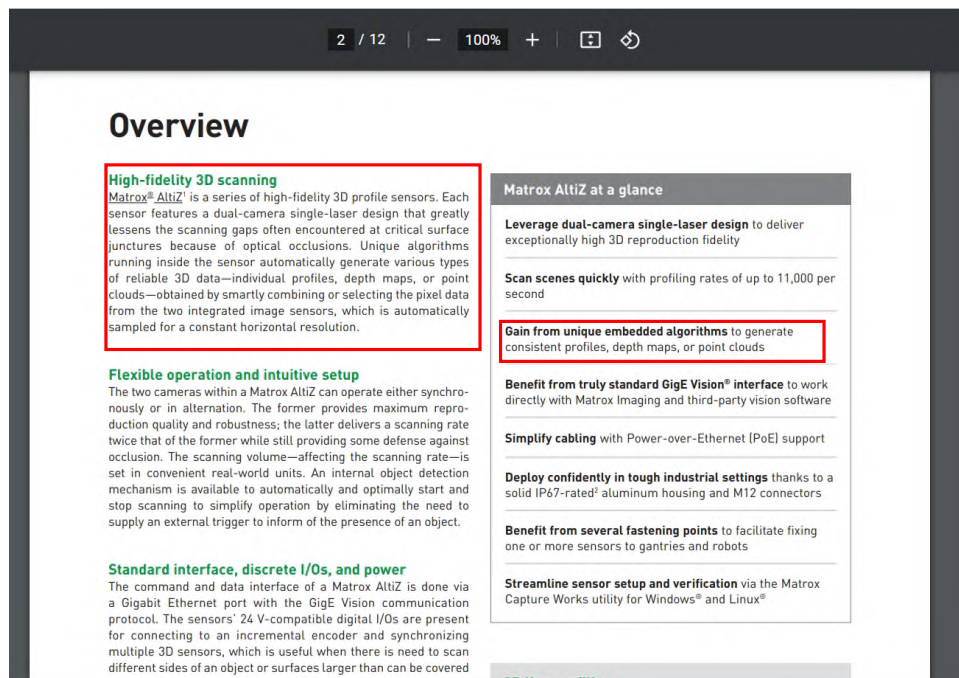 2 / 12 | — 100% +
Overview
High-fidelity 3D scanning
Matrox® AltiZ¹ is a series of high-fidelity 3D profile sensors. Each
sensor features a dual-camera single-laser design that greatly
lessens the scanning gaps often encountered at critical surface
junctures because of optical occlusions. Unique algorithms
running inside the sensor automatically generate various types
of reliable 3D data—individual profiles, depth maps, or point
clouds—obtained by smartly combining or selecting the pixel data
from the two integrated image sensors, which is automatically
sampled for a constant horizontal resolution.
Flexible operation and intuitive setup
The two cameras within a Matrox AltiZ can operate either synchro-
nously or in alternation. The former provides maximum repro-
duction quality and robustness; the latter delivers a scanning rate
twice that of the former while still providing some defense against
occlusion. The scanning volume—affecting the scanning rate—is
set in convenient real-world units. An internal object detection
mechanism is available to automatically and optimally start and
stop scanning to simplify operation by eliminating the need to
supply an external trigger to inform of the presence of an object.
Standard interface, discrete I/Os, and power
The command and data interface of a Matrox AltiZ is done via
a Gigabit Ethernet port with the GigE Vision communication
protocol. The sensors' 24 V-compatible digital I/Os are present
for connecting to an incremental encoder and synchronizing
multiple 3D sensors, which is useful when there is need to scan
different sides of an object or surfaces larger than can be covered
Matrox AltiZ at a glance
Leverage dual-camera single-laser design to deliver
exceptionally high 3D reproduction fidelity
Scan scenes quickly with profiling rates of up to 11,000 per
second
Gain from unique embedded algorithms to generate
consistent profiles, depth maps, or point clouds
Benefit from truly standard GigE Vision® interface to work
directly with Matrox Imaging and third-party vision software
Simplify cabling with Power-over-Ethernet (PoE) support
Deploy confidently in tough industrial settings thanks to a
solid IP67-rated² aluminum housing and M12 connectors
Benefit from several fastening points to facilitate fixing
one or more sensors to gantries and robots
Streamline sensor setup and verification via the Matrox
Capture Works utility for Windows® and Linux®